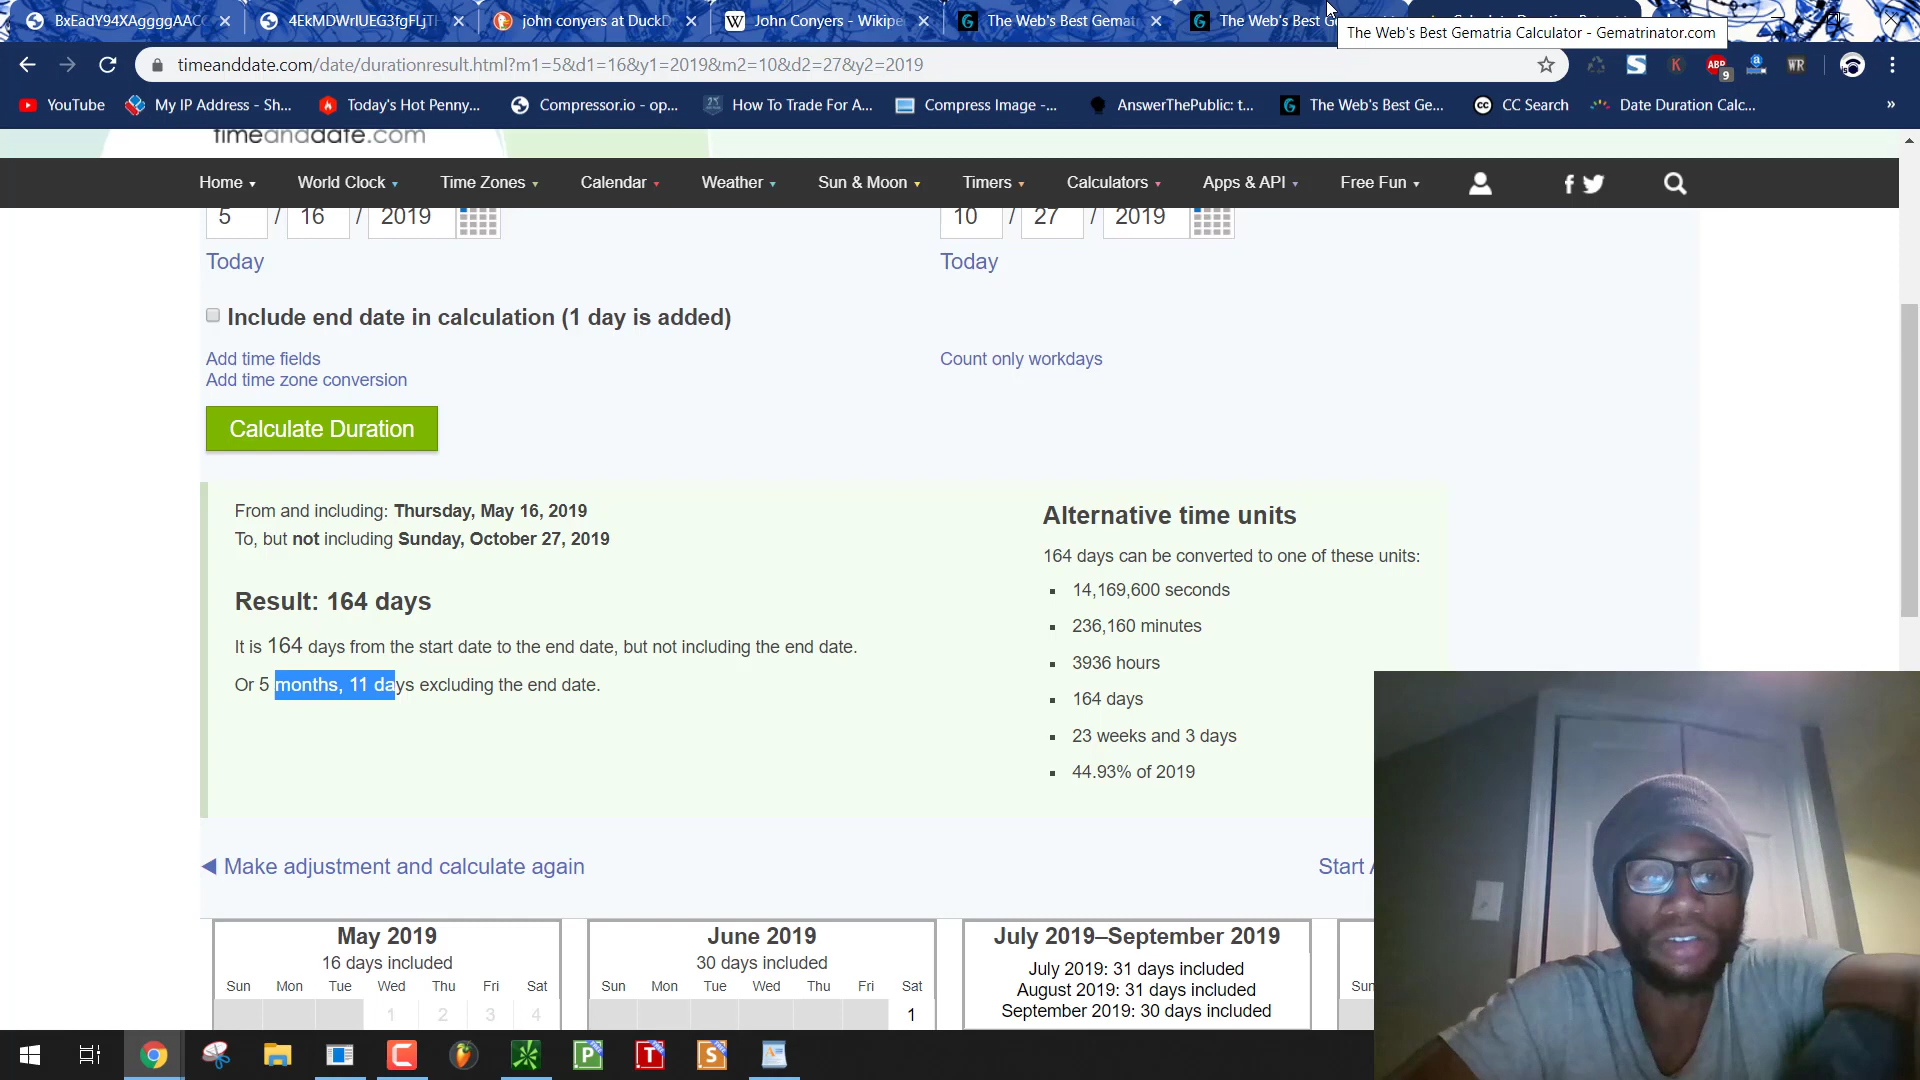 BxEadY94XAggggAAC
4EkMDWrIUEG3fgFLjTH
john conyers at DuckD
John Conyers - Wikipe
The Web's Best Gemat
The Web's Best G
The Web's Best Gematria Calculator - Gematrinator.com
timeanddate.com/date/durationresult.html?m1=5&d1=16&y1=2019&m2=10&d2=27&y2=2019
ABP
9
WR
YouTube
My IP Address - Sh...
Today's Hot Penny...
Compressor.io - op...
How To Trade For A...
Compress Image -...
AnswerThePublic: t...
The Web's Best Ge...
CC Search
Date Duration Calc...
timeanddate.com
Home
World Clock
Time Zones
Calendar
Weather
Sun & Moon
Timers
Calculators
Apps & API
Free Fun
5 / 16 / 2019
10 / 27 / 2019
Today
Today
Include end date in calculation (1 day is added)
Add time fields
Count only workdays
Add time zone conversion
Calculate Duration
From and including: Thursday, May 16, 2019
To, but not including Sunday, October 27, 2019
Result: 164 days
It is 164 days from the start date to the end date, but not including the end date.
Or 5 months, 11 days excluding the end date.
Alternative time units
164 days can be converted to one of these units:
14,169,600 seconds
236,160 minutes
3936 hours
164 days
23 weeks and 3 days
44.93% of 2019
Make adjustment and calculate again
Start
May 2019
16 days included
Sun Mon Tue Wed Thu Fri Sat
1 2 3 4
June 2019
30 days included
Sun Mon Tue Wed Thu Fri Sat
1
July 2019–September 2019
July 2019: 31 days included
August 2019: 31 days included
September 2019: 30 days included
Sun